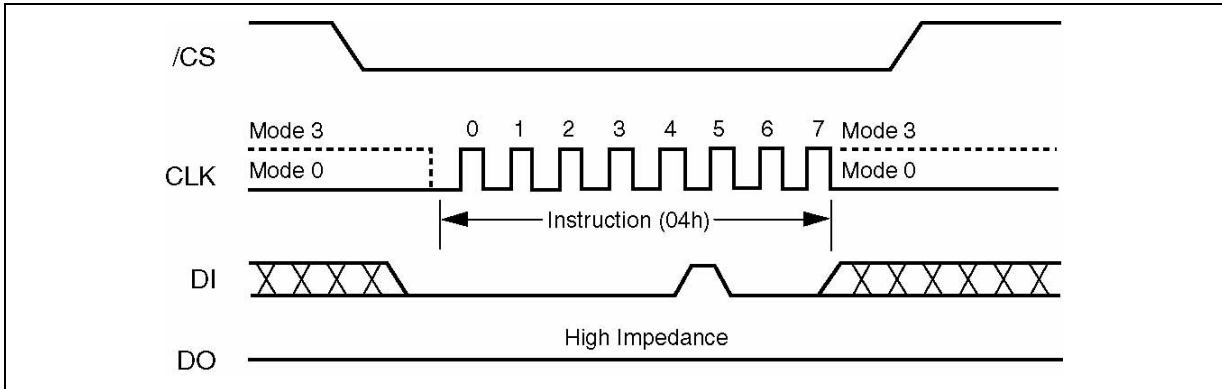 /CS
Mode 3 0 1 2 3 4 5 6 7 Mode 3
CLK Mode 0 Mode 0
Instruction (04h)
DI
High Impedance
DO